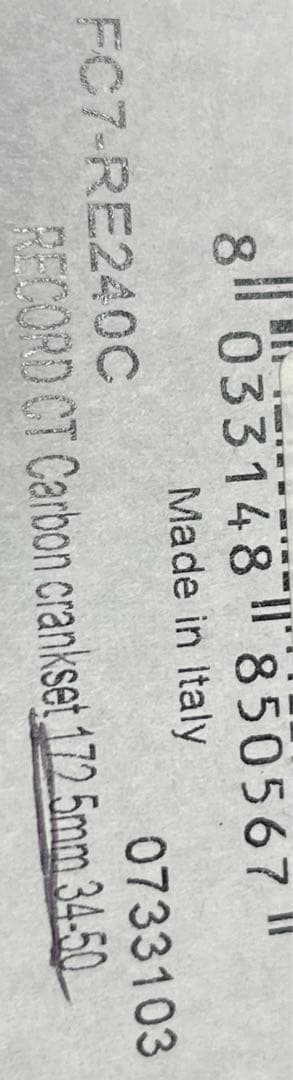 8 033148 850567
Made in Italy
FC7-RE240C 0733103
RECORD CT Carbon crankset 172.5mm 34-50